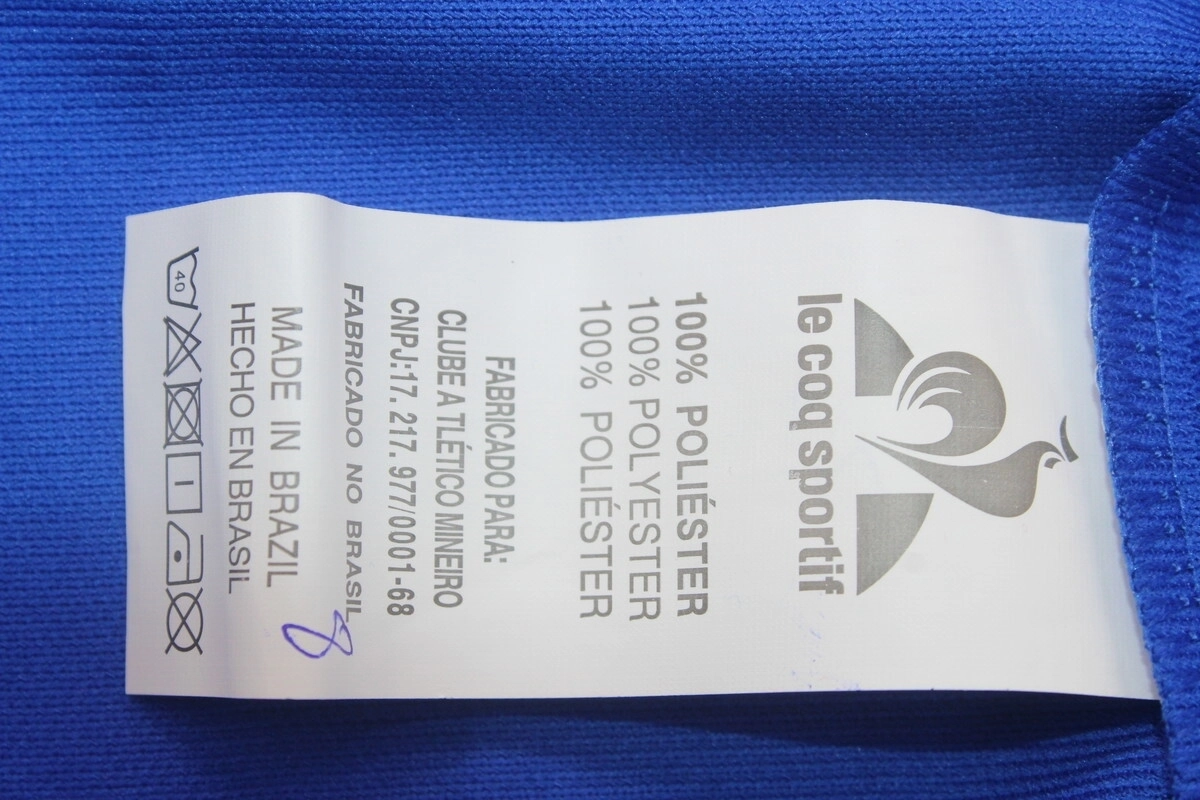 le coq sportif
100% POLIÉSTER
100% POLYESTER
100% POLIÉSTER
FABRICADO PARA:
CLUBE A TLÉTICO MINEIRO
CNPJ:17. 217. 977/0001-68
FABRICADO NO BRASIL
MADE IN BRAZIL
HECHO EN BRASIL
40
8